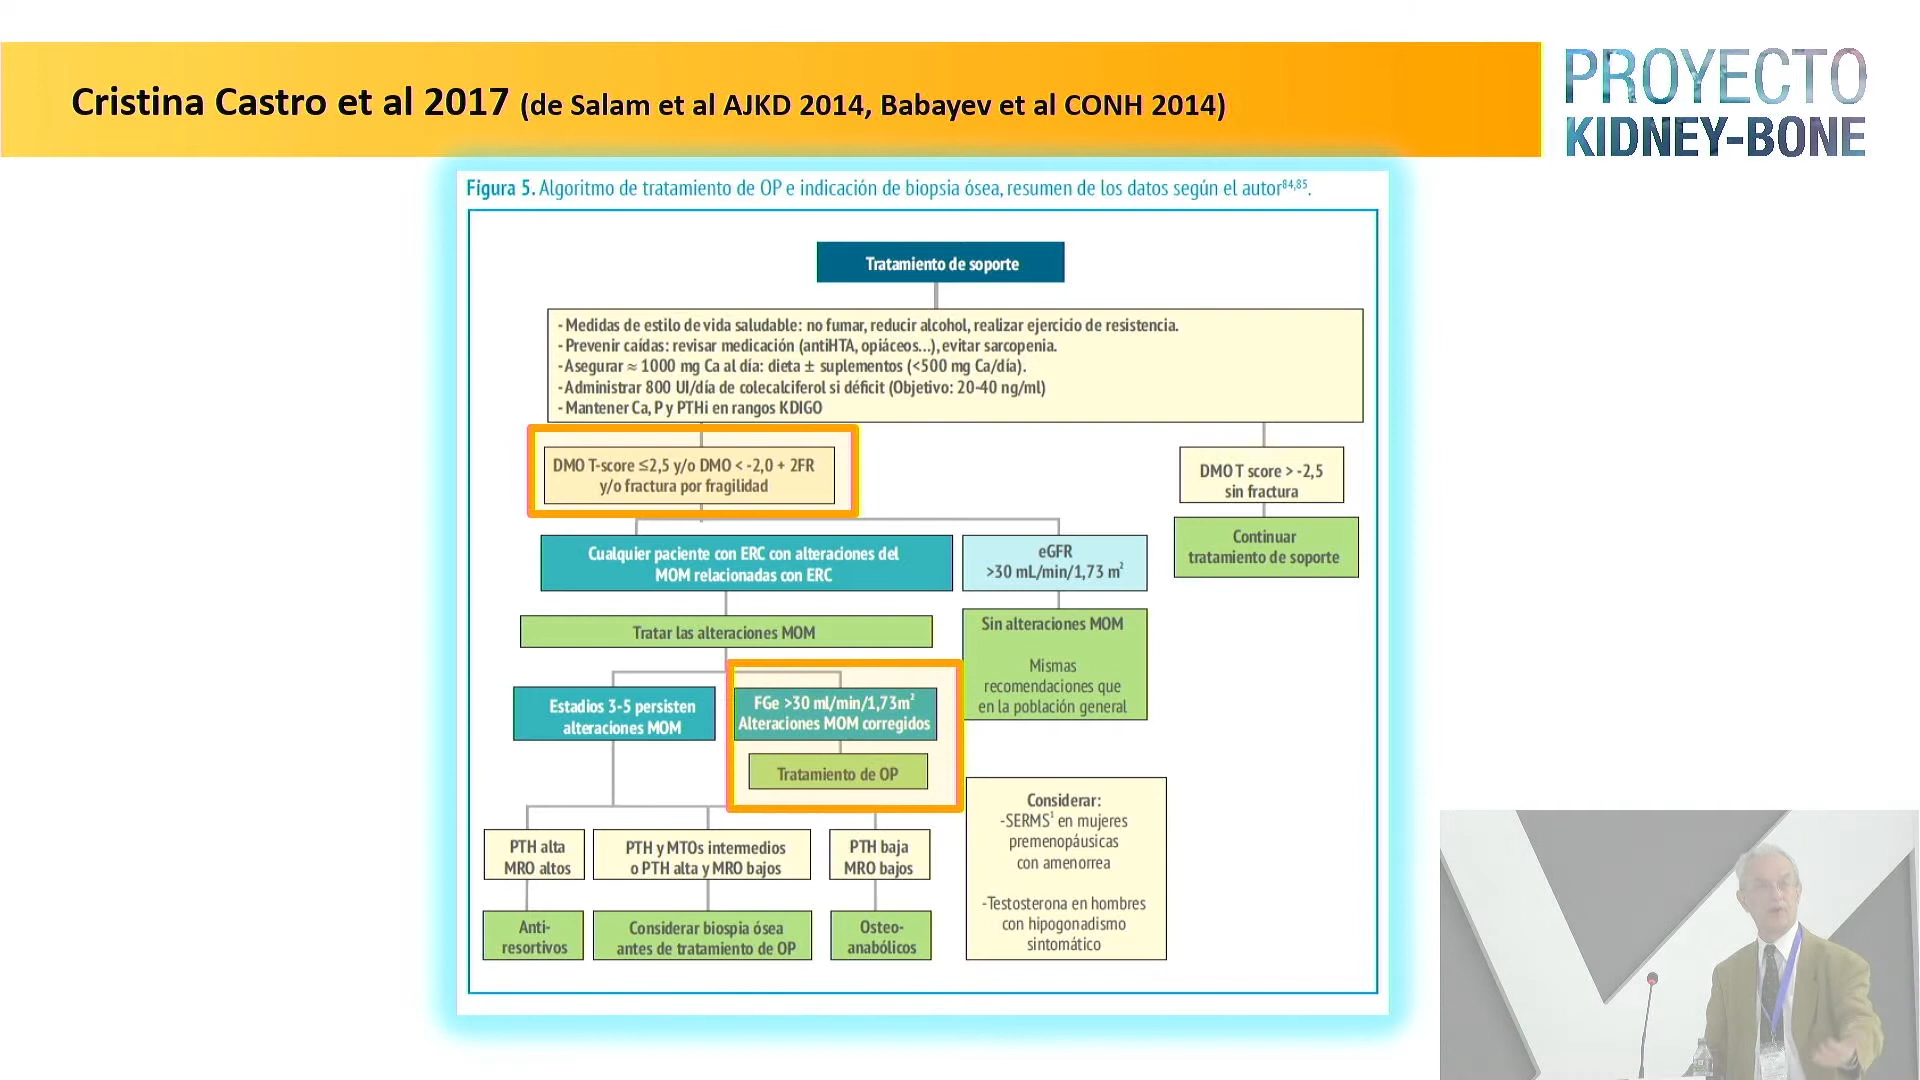 Cristina Castro et al 2017 (de Salam et al AJKD 2014, Babayev et al CONH 2014)
PROYECTO
KIDNEY-BONE
Figura 5. Algoritmo de tratamiento de OP e indicación de biopsia ósea, resumen de los datos según el autor⁸⁴,⁸⁵.
Tratamiento de soporte
- Medidas de estilo de vida saludable: no fumar, reducir alcohol, realizar ejercicio de resistencia.
- Prevenir caídas: revisar medicación (antiHTA, opiáceos...), evitar sarcopenia.
- Asegurar ≈ 1000 mg Ca al día: dieta ± suplementos (<500 mg Ca/día).
- Administrar 800 UI/día de colecalciferol si déficit (Objetivo: 20-40 ng/ml)
- Mantener Ca, P y PTHi en rangos KDIGO
DMO T-score ≤2,5 y/o DMO < -2,0 + 2FR
y/o fractura por fragilidad
DMO T score > -2,5
sin fractura
Continuar
tratamiento de soporte
Cualquier paciente con ERC con alteraciones del
MOM relacionadas con ERC
eGFR
>30 mL/min/1,73 m²
Tratar las alteraciones MOM
Sin alteraciones MOM
Mismas
recomendaciones que
en la población general
Estadios 3-5 persisten
alteraciones MOM
FGe >30 ml/min/1,73m²
Alteraciones MOM corregidos
Tratamiento de OP
PTH alta
MRO altos
PTH y MTOs intermedios
o PTH alta y MRO bajos
PTH baja
MRO bajos
Anti-
resortivos
Considerar biospia ósea
antes de tratamiento de OP
Osteo-
anabólicos
Considerar:
-SERMS¹ en mujeres
premenopáusicas
con amenorrea
-Testosterona en hombres
con hipogonadismo
sintomático